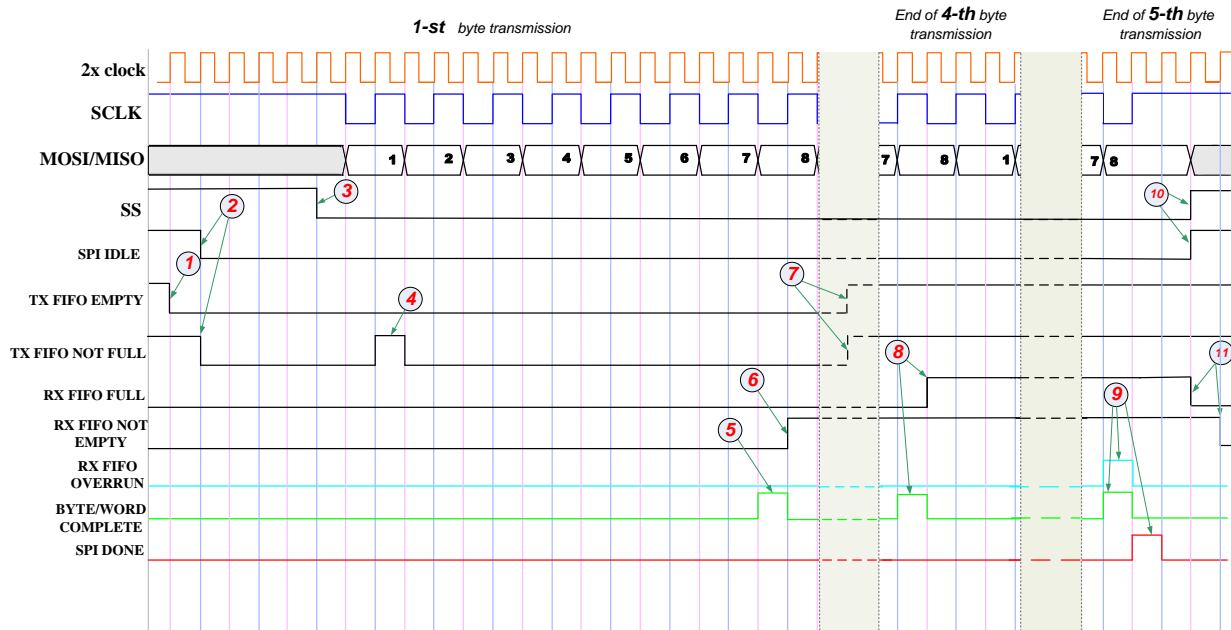 1-st byte transmission
End of 4-th byte
transmission
End of 5-th byte
transmission
2x clock
SCLK
MOSI/MISO
1 2 3 4 5 6 7 8 7 8 1 7 8
SS
3
10
2
SPI IDLE
1
TX FIFO EMPTY
4
7
TX FIFO NOT FULL
8
11
RX FIFO FULL
6
9
RX FIFO NOT
EMPTY
5
RX FIFO
OVERRUN
BYTE/WORD
COMPLETE
SPI DONE